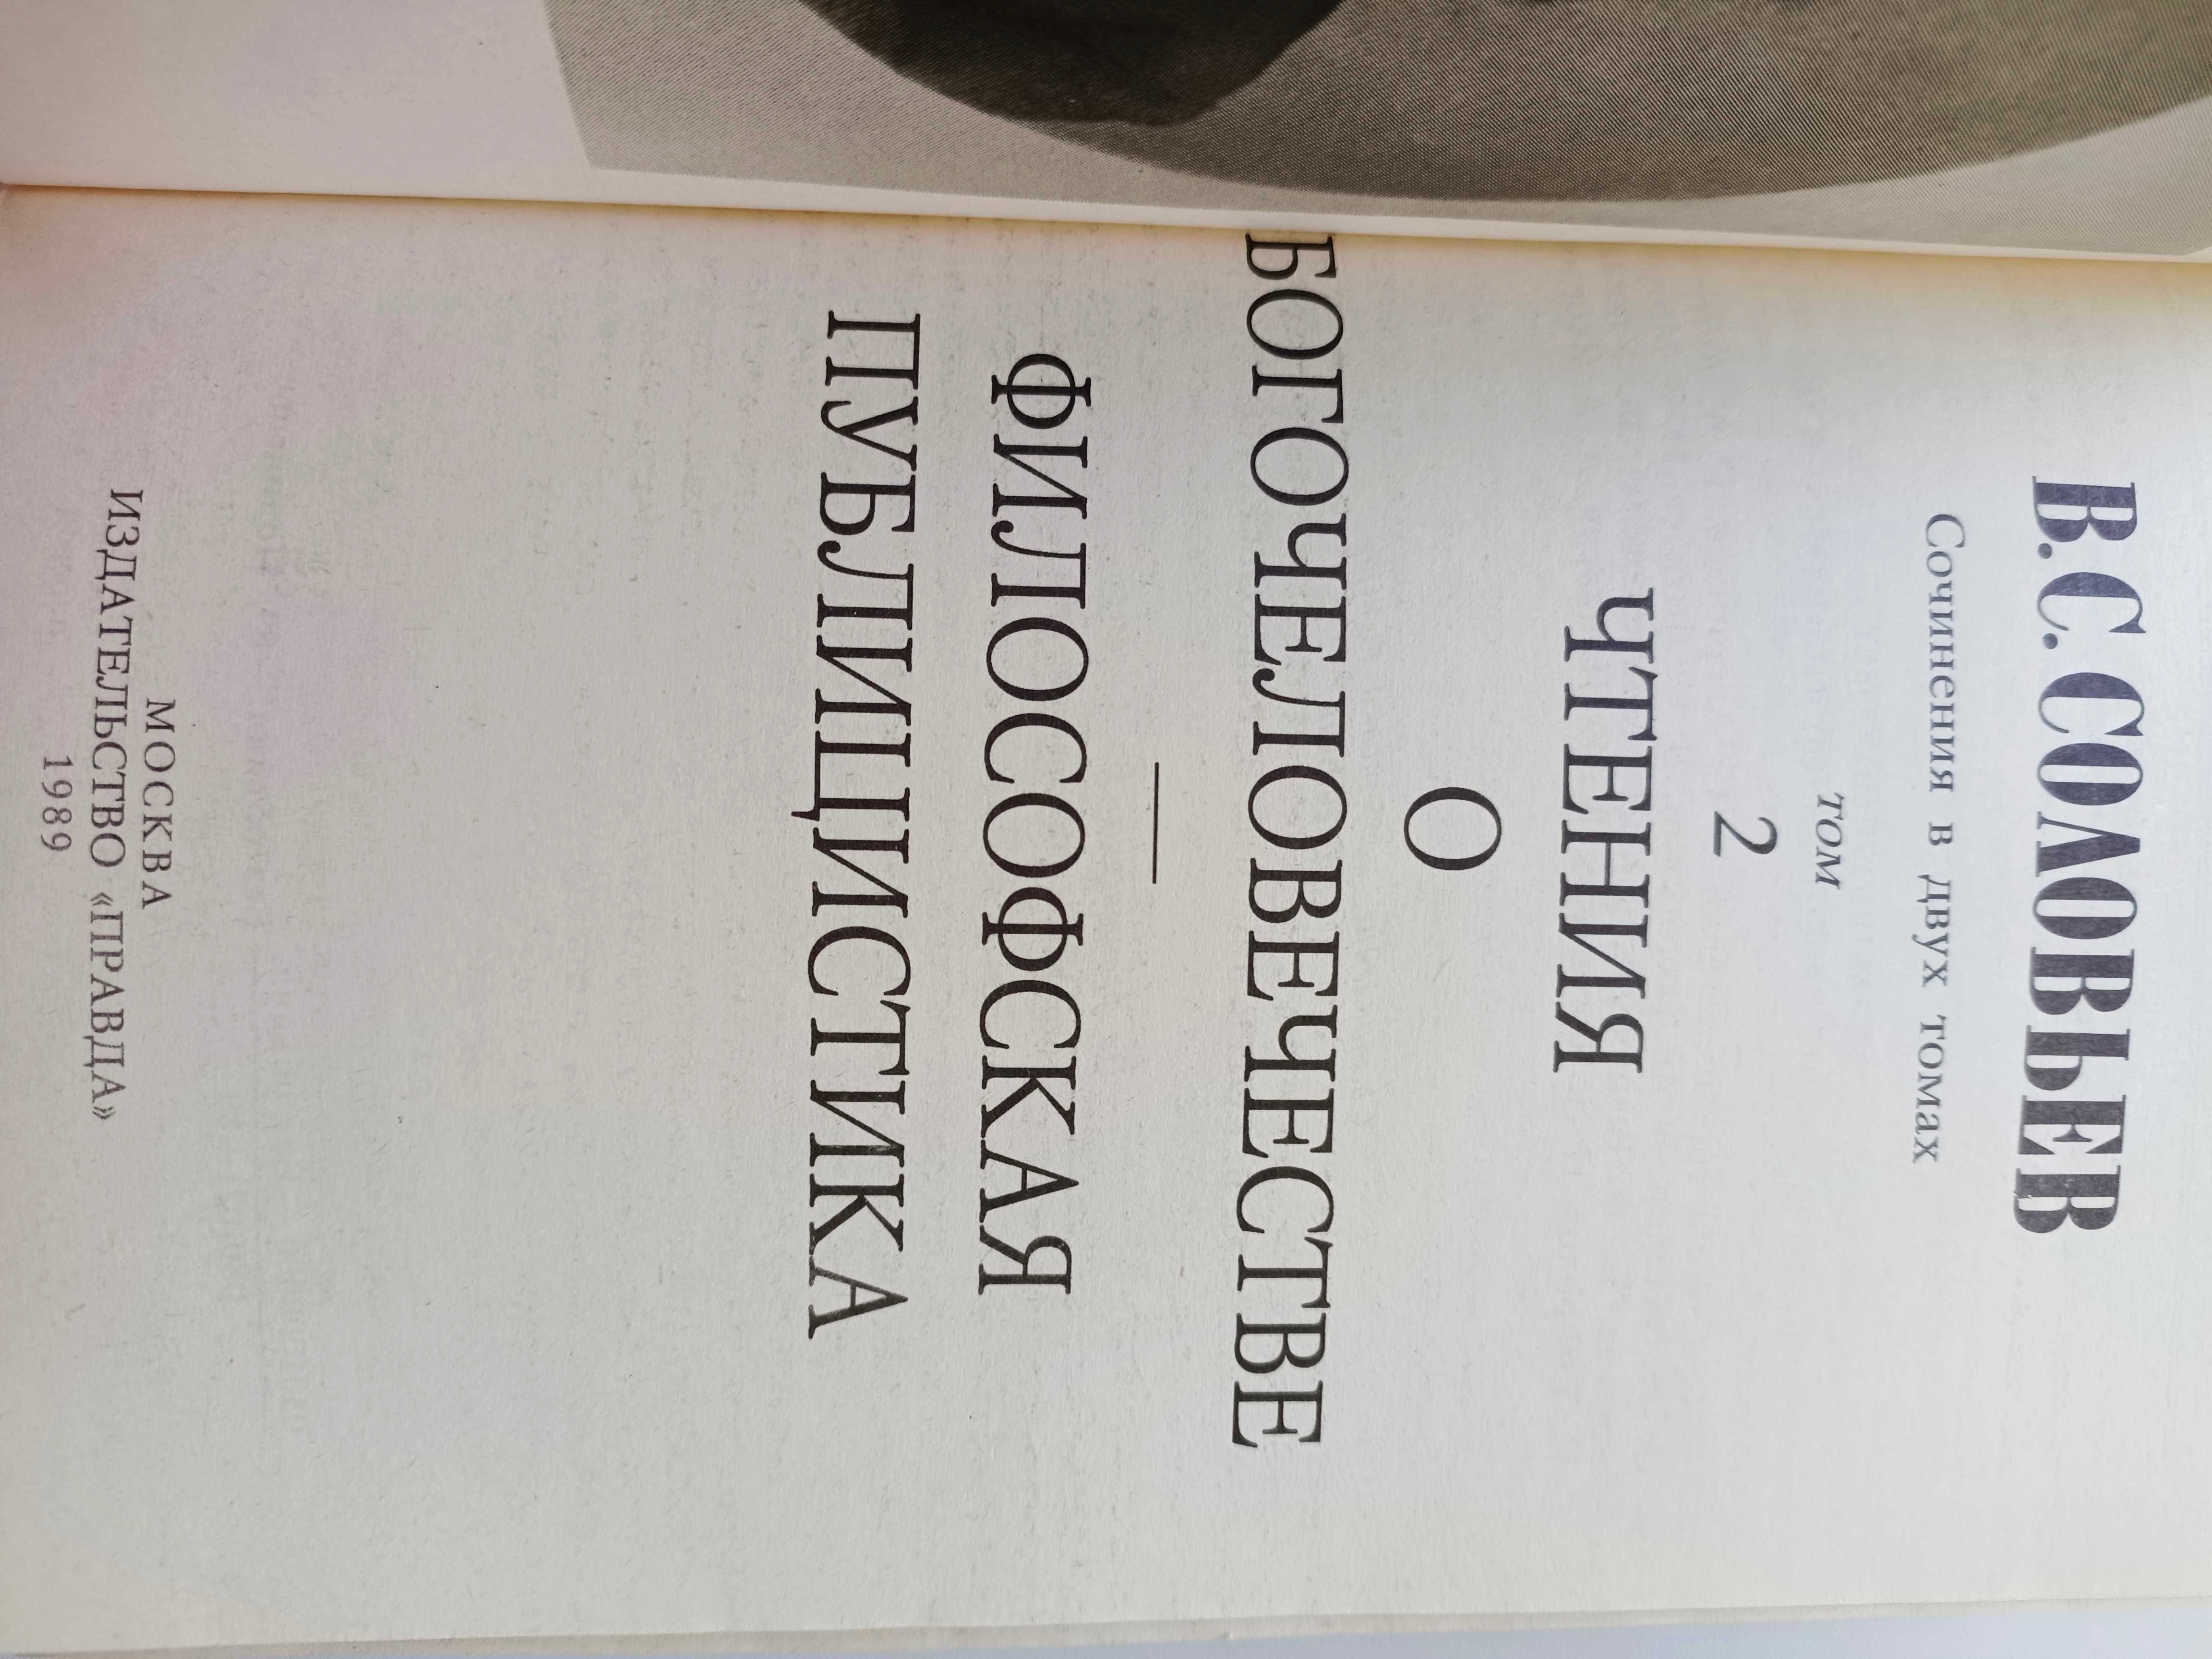 В. С. СОЛОВЬЕВ
Сочинения в двух томах
том
2
ЧТЕНИЯ
О
БОГОЧЕЛОВЕЧЕСТВЕ
ФИЛОСОФСКАЯ
ПУБЛИЦИСТИКА
МОСКВА
ИЗДАТЕЛЬСТВО «ПРАВДА»
1989